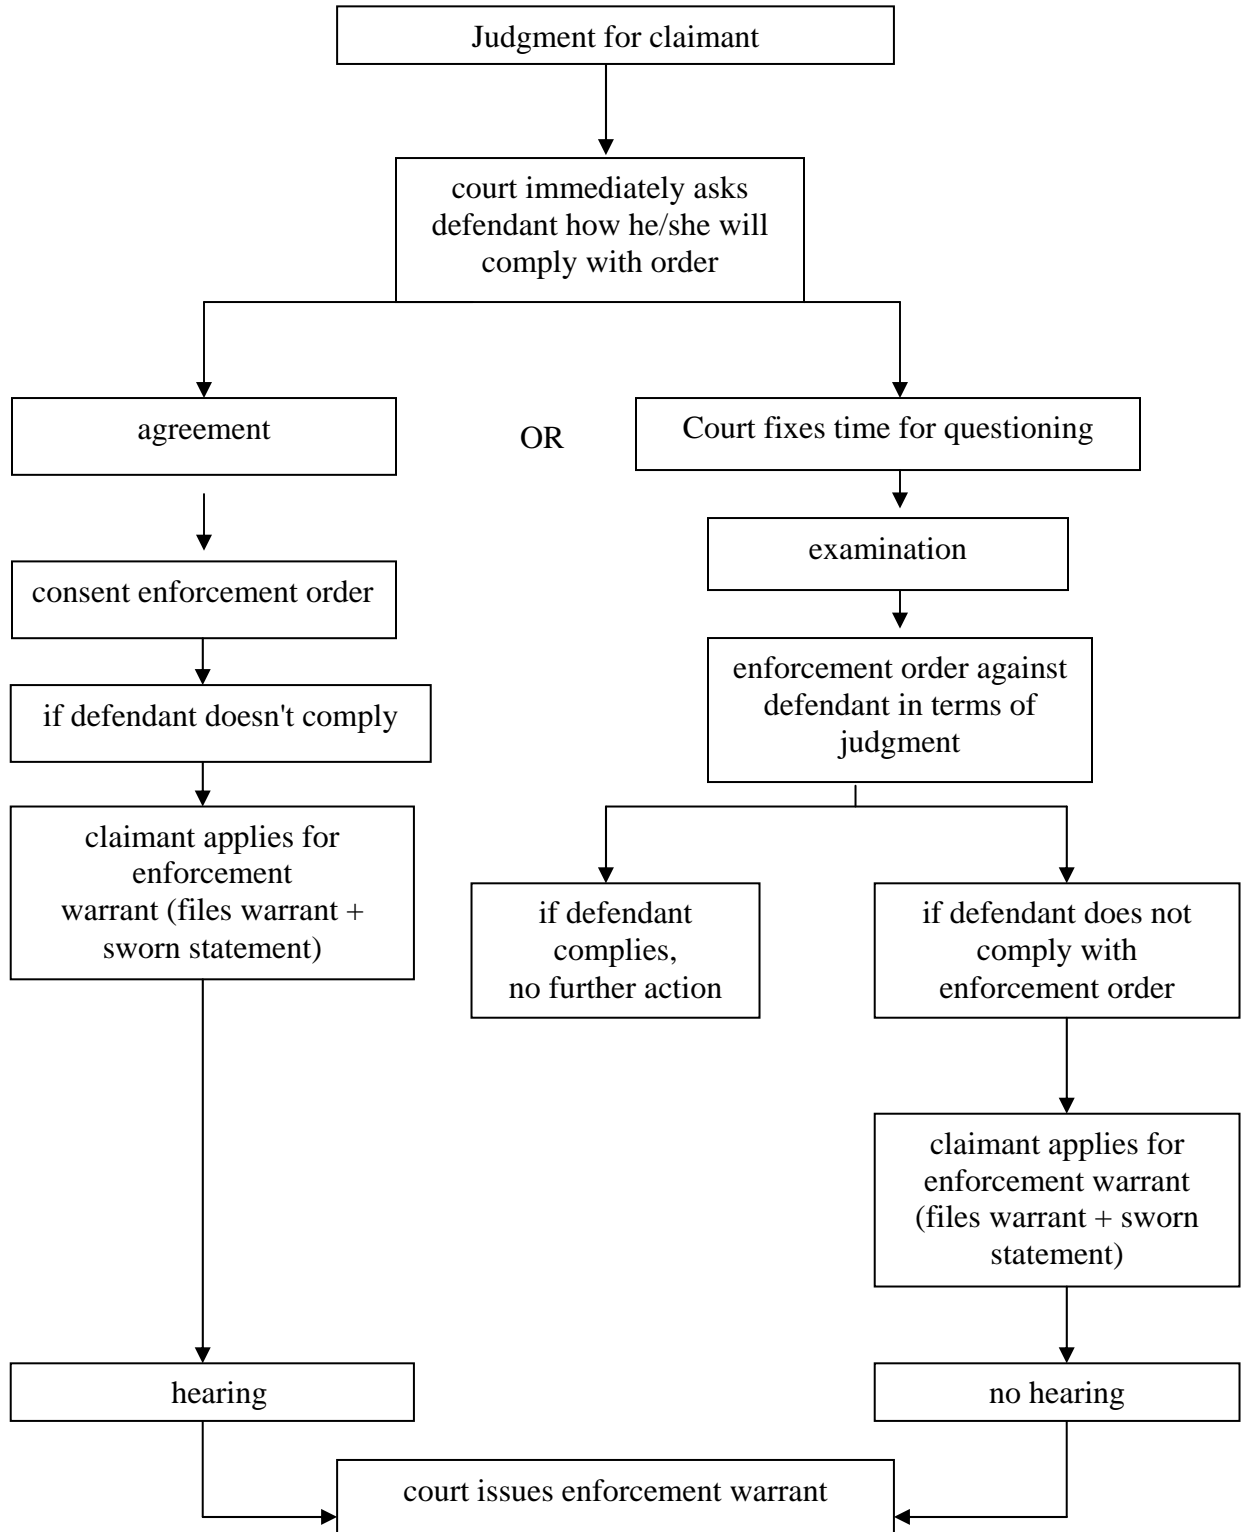 Judgment for claimant
court immediately asks
defendant how he/she will
comply with order
agreement
OR
Court fixes time for questioning
examination
consent enforcement order
enforcement order against
defendant in terms of
judgment
if defendant doesn't comply
claimant applies for
enforcement
warrant (files warrant +
sworn statement)
if defendant
complies,
no further action
if defendant does not
comply with
enforcement order
claimant applies for
enforcement warrant
(files warrant + sworn
statement)
hearing
no hearing
court issues enforcement warrant